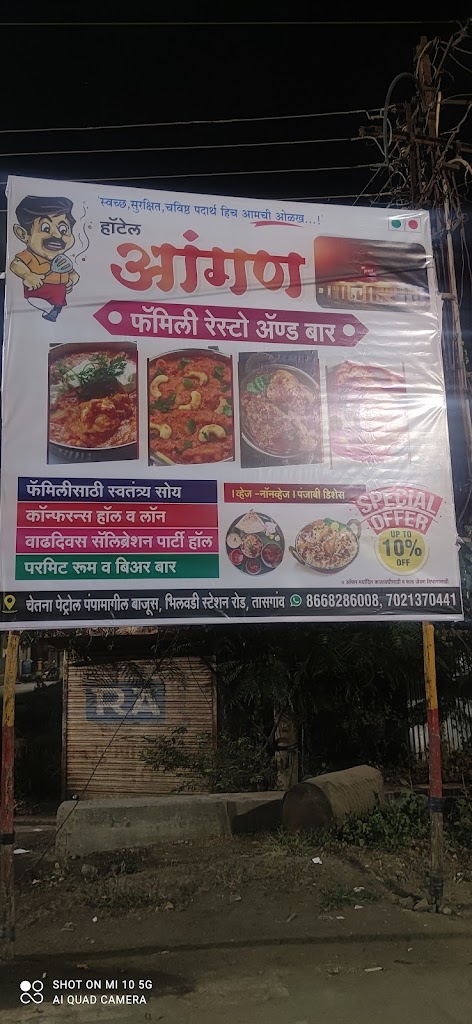 'स्वच्छ,सुरक्षित,चविष्ठ पदार्थ हिच आमची ओळख...!'
हॉटेल
आंगण
फॅमिली रेस्टो ॲण्ड बार
फॅमिलीसाठी स्वतंत्र्य सोय
कॉन्फरन्स हॉल व लॉन
वाढदिवस सॅलिब्रेशन पार्टी हॉल
परमिट रूम व बिअर बार
। व्हेज -नॉनव्हेज । पंजाबी डिशेस
SPECIAL
OFFER
UP TO
10%
OFF
चेतना पेट्रोल पंपामागील बाजूस, भिलवडी स्टेशन रोड, तासगांव 8668286008, 7021370441
RA
SHOT ON MI 10 5G
AI QUAD CAMERA